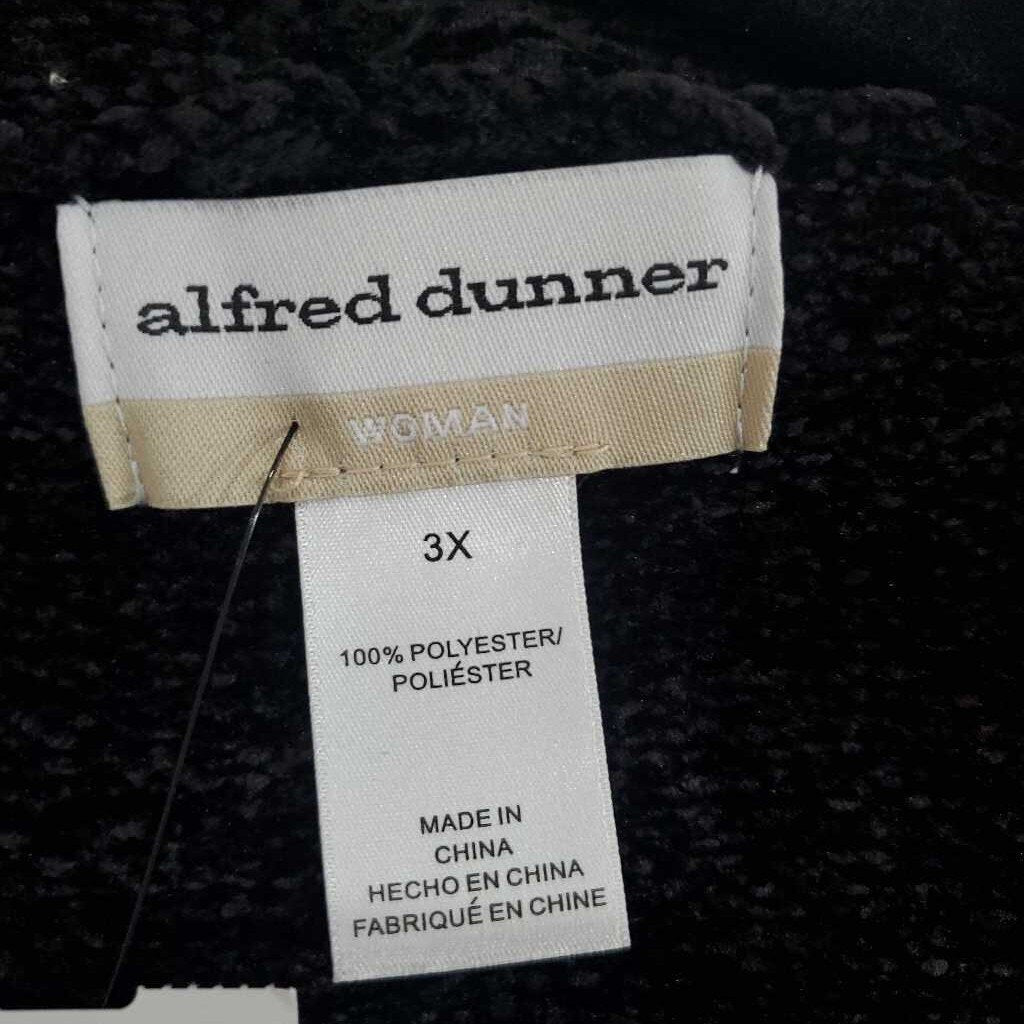 alfred dunner
WOMAN
3X
100% POLYESTER/
POLIÉSTER
MADE IN
CHINA
HECHO EN CHINA
FABRIQUÉ EN CHINE